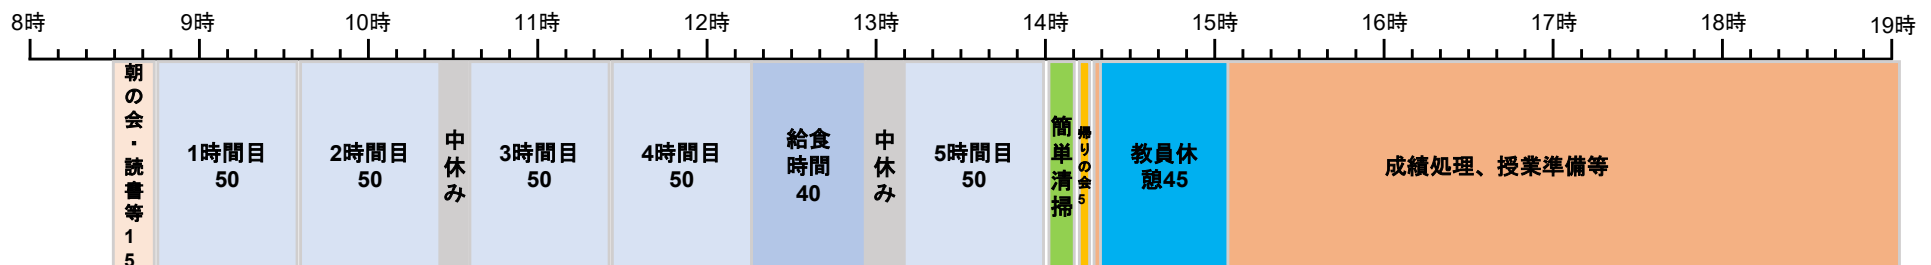 8時 9時 10時 11時 12時 13時 14時 15時 16時 17時 18時 19時
朝の会・読書等15
1時間目
50
2時間目
50
中休み
3時間目
50
4時間目
50
給食
時間
40
中休み
5時間目
50
簡単清掃
帰りの会5
教員休
憩45
成績処理、授業準備等